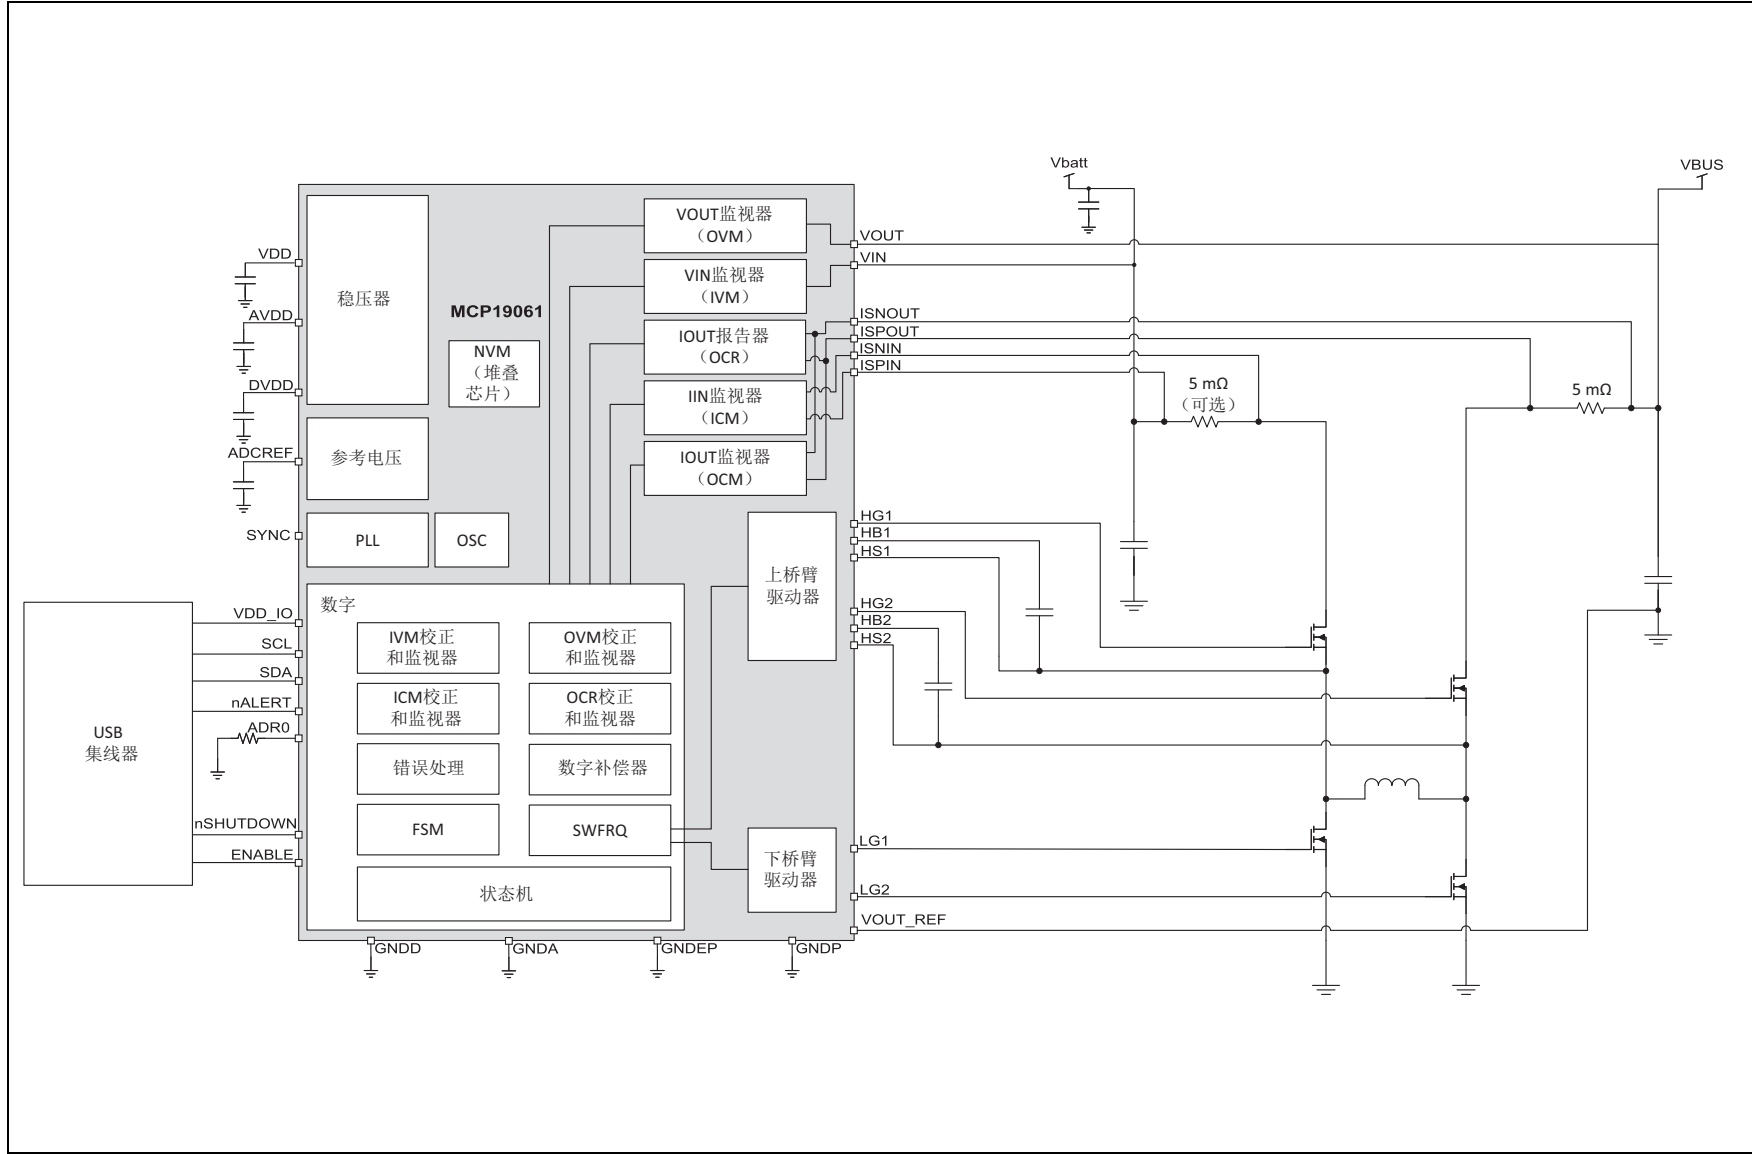 Vbatt
VBUS
VDD
AVDD
DVDD
ADCREF
SYNC
VDD_IO
SCL
SDA
nALERT
ADR0
nSHUTDOWN
ENABLE
USB
集线器
稳压器
MCP19061
NVM
（堆叠
芯片）
参考电压
PLL
OSC
VOUT监视器
（OVM）
VIN监视器
（IVM）
IOUT报告器
（OCR）
IIN监视器
（ICM）
IOUT监视器
（OCM）
数字
IVM校正
和监视器
OVM校正
和监视器
ICM校正
和监视器
OCR校正
和监视器
错误处理
数字补偿器
FSM
SWFRQ
状态机
上桥臂
驱动器
下桥臂
驱动器
VOUT
VIN
ISNOUT
ISPOUT
ISNIN
ISPIN
HG1
HB1
HS1
HG2
HB2
HS2
LG1
LG2
VOUT_REF
GNDD
GNDA
GNDEP
GNDP
5 mΩ
（可选）
5 mΩ